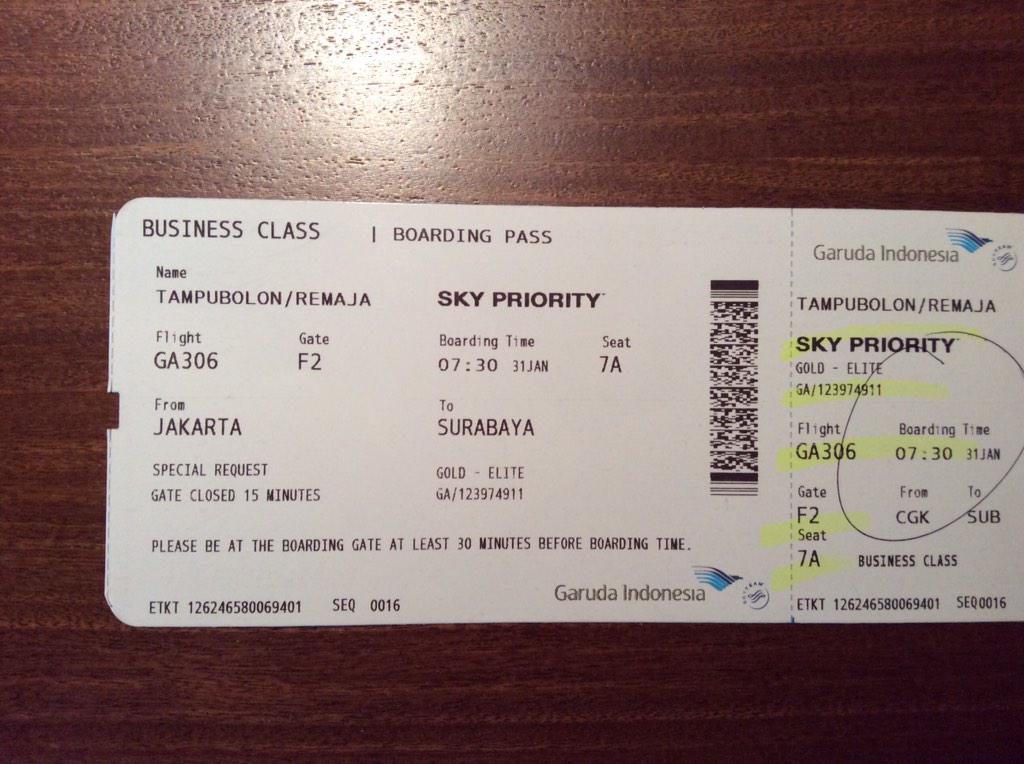 BUSINESS CLASS | BOARDING PASS
Name
TAMPUBOLON/REMAJA SKY PRIORITY
Flight Gate Boarding Time Seat
GA306 F2 07:30 31JAN 7A
From To
JAKARTA SURABAYA
SPECIAL REQUEST GOLD - ELITE
GATE CLOSED 15 MINUTES GA/123974911
PLEASE BE AT THE BOARDING GATE AT LEAST 30 MINUTES BEFORE BOARDING TIME.
Garuda Indonesia
ETKT 126246580069401 SEQ 0016
Garuda Indonesia
TAMPUBOLON/REMAJA
SKY PRIORITY
GOLD - ELITE
GA/123974911
Flight Boarding Time
GA306 07:30 31JAN
Gate From To
F2 CGK SUB
Seat
7A BUSINESS CLASS
ETKT 126246580069401 SEQ0016